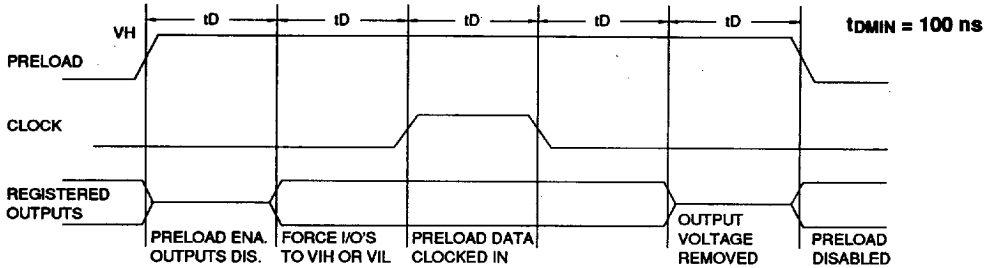 tD tD tD tD tD
tDMIN = 100 ns
VH
PRELOAD
CLOCK
REGISTERED
OUTPUTS
PRELOAD ENA.
OUTPUTS DIS.
FORCE I/O'S
TO VIH OR VIL
PRELOAD DATA
CLOCKED IN
OUTPUT
VOLTAGE
REMOVED
PRELOAD
DISABLED